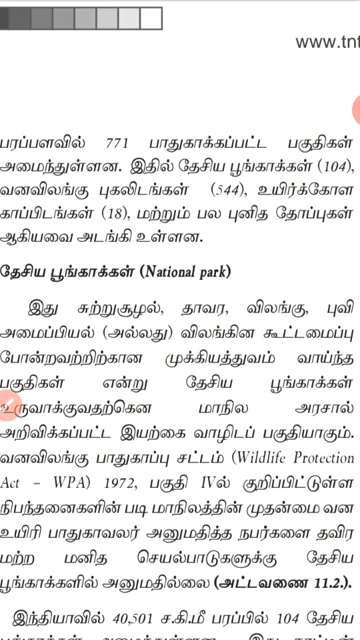 www.tnt
பரப்பளவில் 771 பாதுகாக்கப்பட்ட பகுதிகள்
அமைந்துள்ளன. இதில் தேசிய பூங்காக்கள் (104),
வனவிலங்கு புகலிடங்கள் (544), உயிர்க்கோள
காப்பிடங்கள் (18), மற்றும் பல புனித தோப்புகள்
ஆகியவை அடங்கி உள்ளன.
தேசிய பூங்காக்கள் (National park)
இது சுற்றுசூழல், தாவர, விலங்கு, புவி
அமைப்பியல் (அல்லது) விலங்கின கூட்டமைப்பு
போன்றவற்றிற்கான முக்கியத்துவம் வாய்ந்த
பகுதிகள் என்று தேசிய பூங்காக்கள்
உருவாக்குவதற்கென மாநில அரசால்
அறிவிக்கப்பட்ட இயற்கை வாழிடப் பகுதியாகும்.
வனவிலங்கு பாதுகாப்பு சட்டம் (Wildlife Protection
Act – WPA) 1972, பகுதி IVல் குறிப்பிட்டுள்ள
நிபந்தனைகளின் படி மாநிலத்தின் முதன்மை வன
உயிரி பாதுகாவலர் அனுமதித்த நபர்களை தவிர
மற்ற மனித செயல்பாடுகளுக்கு தேசிய
பூங்காக்களில் அனுமதில்லை (அட்டவணை 11.2.).
இந்தியாவில் 40,501 ச.கி.மீ பரப்பில் 104 தேசிய